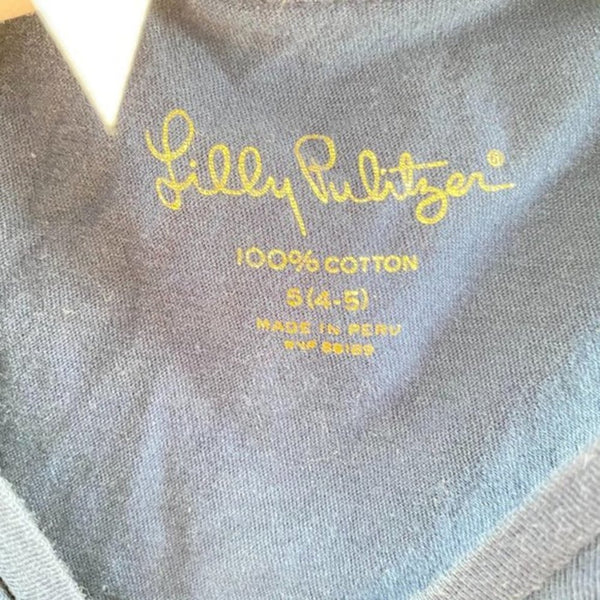 Lilly Pulitzer®
100% COTTON
S(4-5)
MADE IN PERU